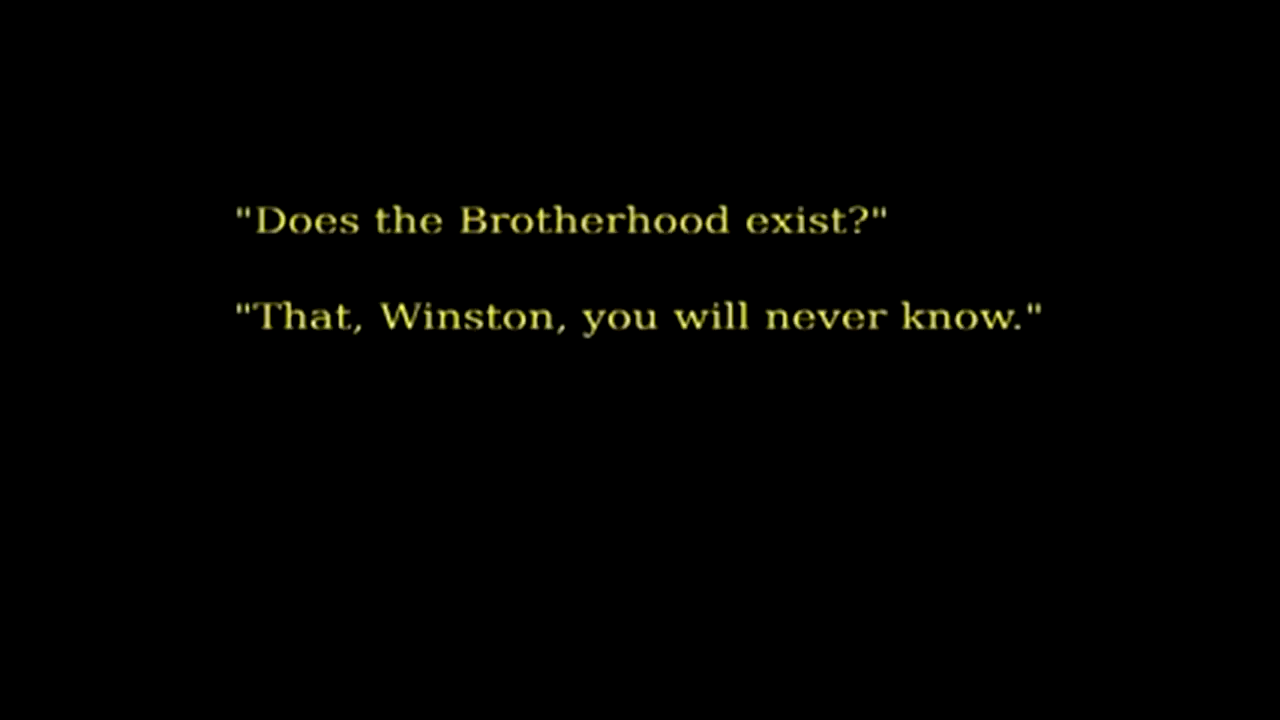 "Does the Brotherhood exist?"
"That, Winston, you will never know."